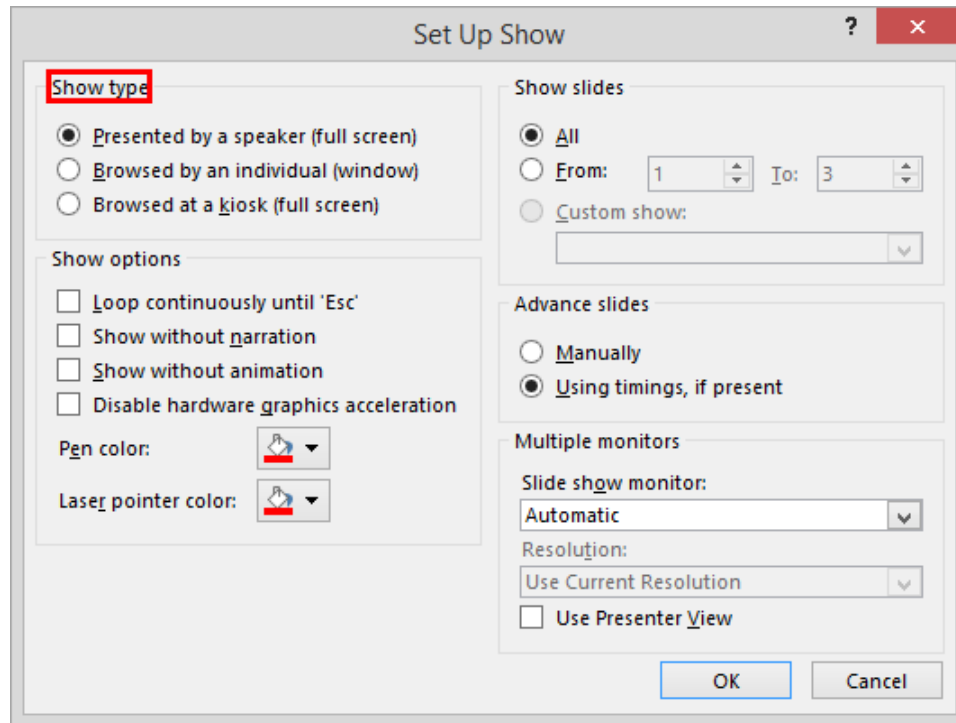 Set Up Show
?
Show type
Presented by a speaker (full screen)
Browsed by an individual (window)
Browsed at a kiosk (full screen)
Show options
Loop continuously until 'Esc'
Show without narration
Show without animation
Disable hardware graphics acceleration
Pen color:
Laser pointer color:
Show slides
All
From: 1 To: 3
Custom show:
Advance slides
Manually
Using timings, if present
Multiple monitors
Slide show monitor:
Automatic
Resolution:
Use Current Resolution
Use Presenter View
OK Cancel